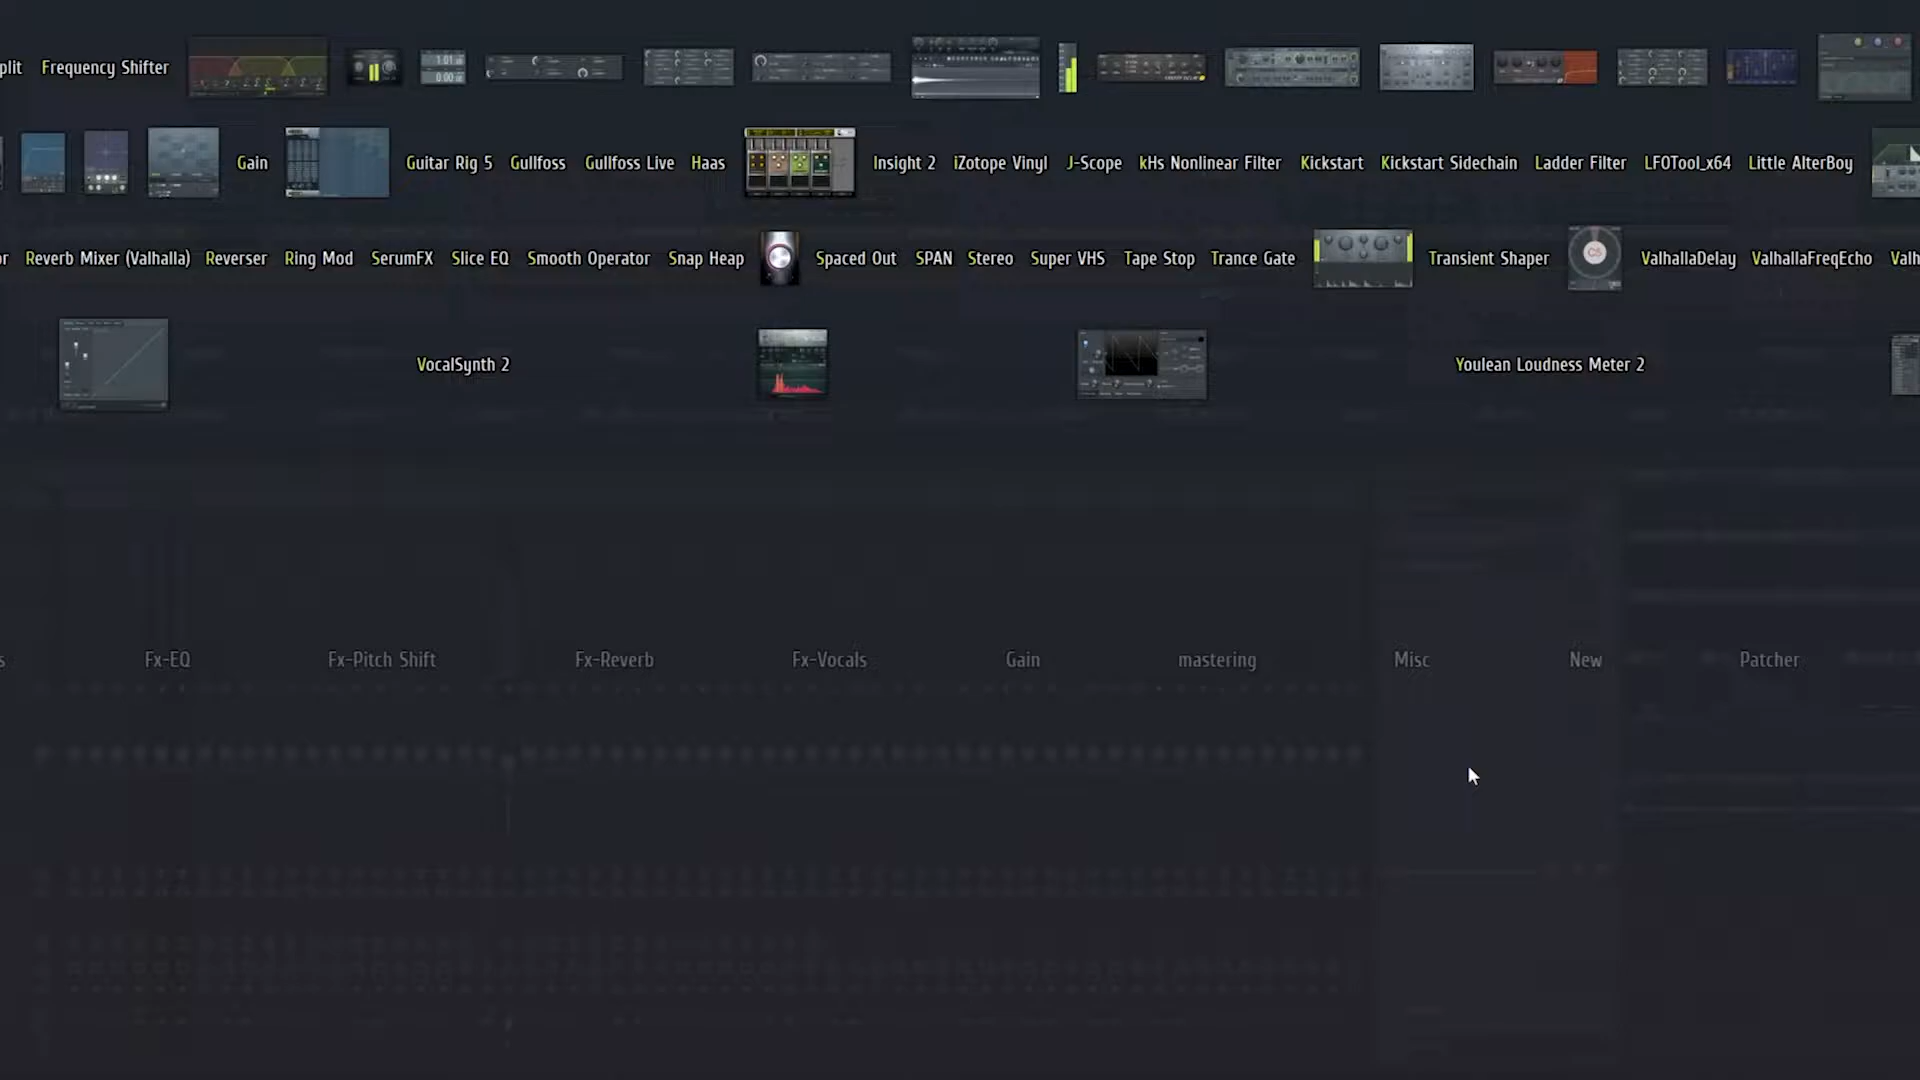 plit Frequency Shifter
Gain Guitar Rig 5 Gullfoss Gullfoss Live Haas Insight 2 iZotope Vinyl J-Scope kHs Nonlinear Filter Kickstart Kickstart Sidechain Ladder Filter LFOTool_x64 Little AlterBoy
or Reverb Mixer (Valhalla) Reverser Ring Mod SerumFX Slice EQ Smooth Operator Snap Heap Spaced Out SPAN Stereo Super VHS Tape Stop Trance Gate Transient Shaper ValhallaDelay ValhallaFreqEcho Valh
VocalSynth 2 Youlean Loudness Meter 2
s Fx-EQ Fx-Pitch Shift Fx-Reverb Fx-Vocals Gain mastering Misc New Patcher